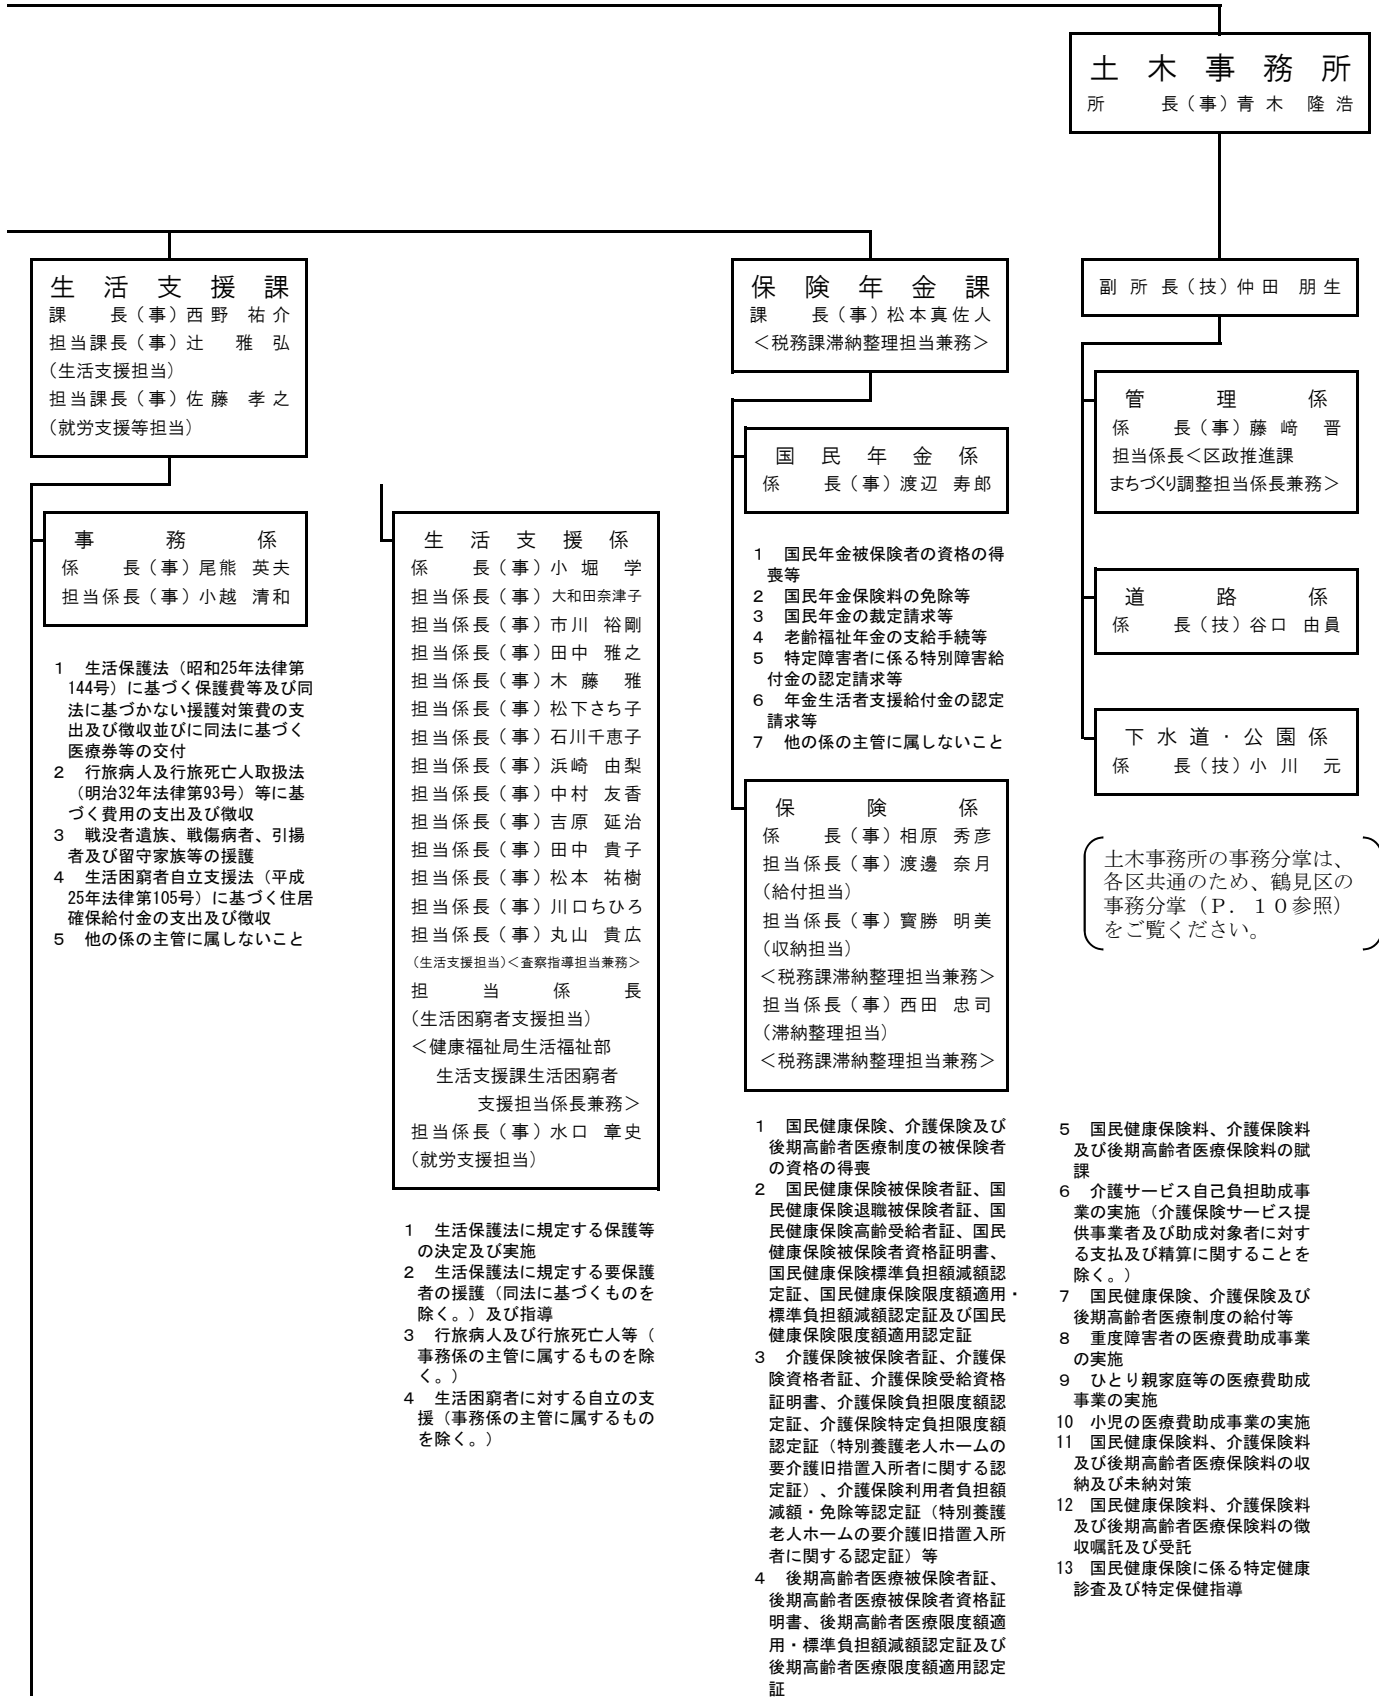 土木事務所
所　　長（事）青木　隆浩
生活支援課
課　　長（事）西野　祐介
担当課長（事）辻　雅弘
(生活支援担当)
担当課長（事）佐藤　孝之
(就労支援等担当)
事務係
係　　長（事）尾熊　英夫
担当係長（事）小越　清和
1　生活保護法（昭和25年法律第
144号）に基づく保護費等及び同
法に基づかない援護対策費の支
出及び徴収並びに同法に基づく
医療券等の交付
2　行旅病人及行旅死亡人取扱法
（明治32年法律第93号）等に基
づく費用の支出及び徴収
3　戦没者遺族、戦傷病者、引揚
者及び留守家族等の援護
4　生活困窮者自立支援法（平成
25年法律第105号）に基づく住居
確保給付金の支出及び徴収
5　他の係の主管に属しないこと
生活支援係
係　　長（事）小堀　学
担当係長（事）大和田奈津子
担当係長（事）市川　裕剛
担当係長（事）田中　雅之
担当係長（事）木藤　雅
担当係長（事）松下さち子
担当係長（事）石川千恵子
担当係長（事）浜崎　由梨
担当係長（事）中村　友香
担当係長（事）吉原　延治
担当係長（事）田中　貴子
担当係長（事）松本　祐樹
担当係長（事）川口ちひろ
担当係長（事）丸山　貴広
(生活支援担当)＜査察指導担当兼務＞
担当係長
(生活困窮者支援担当)
＜健康福祉局生活福祉部
生活支援課生活困窮者
支援担当係長兼務＞
担当係長（事）水口　章史
(就労支援担当)
1　生活保護法に規定する保護等
の決定及び実施
2　生活保護法に規定する要保護
者の援護（同法に基づくものを
除く。）及び指導
3　行旅病人及び行旅死亡人等（
事務係の主管に属するものを除
く。）
4　生活困窮者に対する自立の支
援（事務係の主管に属するもの
を除く。）
保険年金課
課　　長（事）松本真佐人
＜税務課滞納整理担当兼務＞
国民年金係
係　　長（事）渡辺　寿郎
1　国民年金被保険者の資格の得
喪等
2　国民年金保険料の免除等
3　国民年金の裁定請求等
4　老齢福祉年金の支給手続等
5　特定障害者に係る特別障害給
付金の認定請求等
6　年金生活者支援給付金の認定
請求等
7　他の係の主管に属しないこと
保険係
係　　長（事）相原　秀彦
担当係長（事）渡邊　奈月
(給付担当)
担当係長（事）寳勝　明美
(収納担当)
＜税務課滞納整理担当兼務＞
担当係長（事）西田　忠司
(滞納整理担当)
＜税務課滞納整理担当兼務＞
1　国民健康保険、介護保険及び
後期高齢者医療制度の被保険者
の資格の得喪
2　国民健康保険被保険者証、国
民健康保険退職被保険者証、国
民健康保険高齢受給者証、国民
健康保険被保険者資格証明書、
国民健康保険標準負担額減額認
定証、国民健康保険限度額適用・
標準負担額減額認定証及び国民
健康保険限度額適用認定証
3　介護保険被保険者証、介護保
険資格者証、介護保険受給資格
証明書、介護保険負担限度額認
定証、介護保険特定負担限度額
認定証（特別養護老人ホームの
要介護旧措置入所者に関する認
定証）、介護保険利用者負担額
減額・免除等認定証（特別養護
老人ホームの要介護旧措置入所
者に関する認定証）等
4　後期高齢者医療被保険者証、
後期高齢者医療被保険者資格証
明書、後期高齢者医療限度額適
用・標準負担額減額認定証及び
後期高齢者医療限度額適用認定
証
5　国民健康保険料、介護保険料
及び後期高齢者医療保険料の賦
課
6　介護サービス自己負担助成事
業の実施（介護保険サービス提
供事業者及び助成対象者に対す
る支払及び精算に関することを
除く。）
7　国民健康保険、介護保険及び
後期高齢者医療制度の給付等
8　重度障害者の医療費助成事業
の実施
9　ひとり親家庭等の医療費助成
事業の実施
10　小児の医療費助成事業の実施
11　国民健康保険料、介護保険料
及び後期高齢者医療保険料の収
納及び未納対策
12　国民健康保険料、介護保険料
及び後期高齢者医療保険料の徴
収嘱託及び受託
13　国民健康保険に係る特定健康
診査及び特定保健指導
副所長（技）仲田　朋生
管理係
係　　長（事）藤﨑　晋
担当係長＜区政推進課
まちづくり調整担当係長兼務＞
道路係
係　　長（技）谷口　由員
下水道・公園係
係　　長（技）小川　元
土木事務所の事務分掌は、
各区共通のため、鶴見区の
事務分掌（Ｐ．１０参照）
をご覧ください。